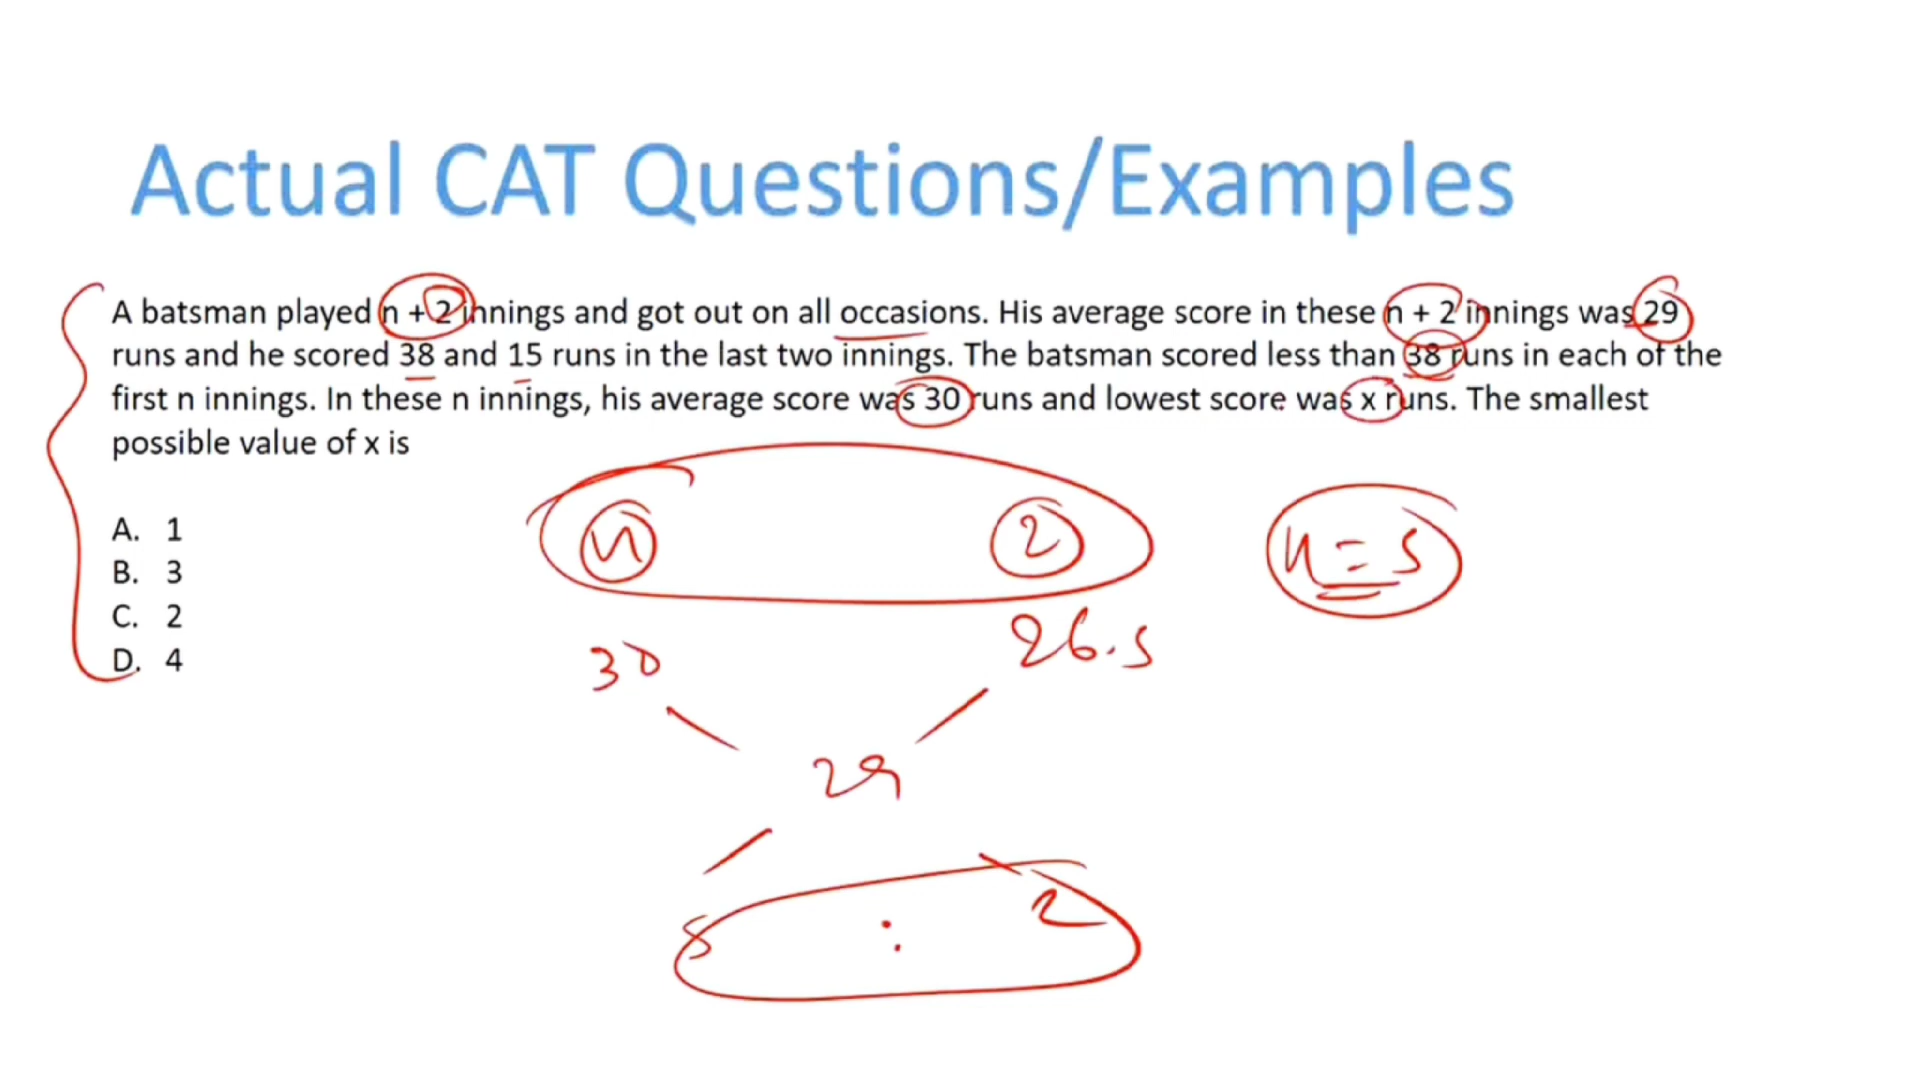 Actual CAT Questions/Examples
A batsman played n + 2 innings and got out on all occasions. His average score in these n + 2 innings was 29
runs and he scored 38 and 15 runs in the last two innings. The batsman scored less than 38 runs in each of the
first n innings. In these n innings, his average score was 30 runs and lowest score was x runs. The smallest
possible value of x is
A. 1
B. 3
C. 2
D. 4
n 2
n = 5
30 26.5
29
5 : 2